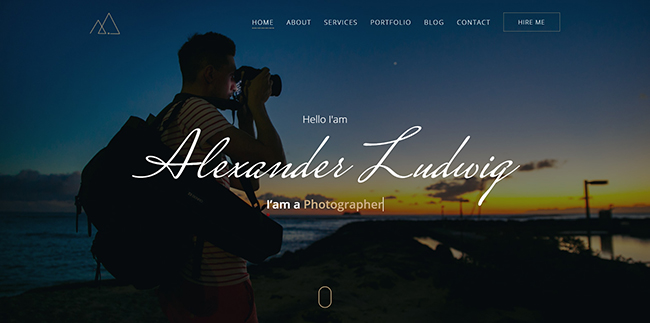 HOME ABOUT SERVICES PORTFOLIO BLOG CONTACT HIRE ME
Hello I'am
Alexander Ludwig
I'am a Photographer